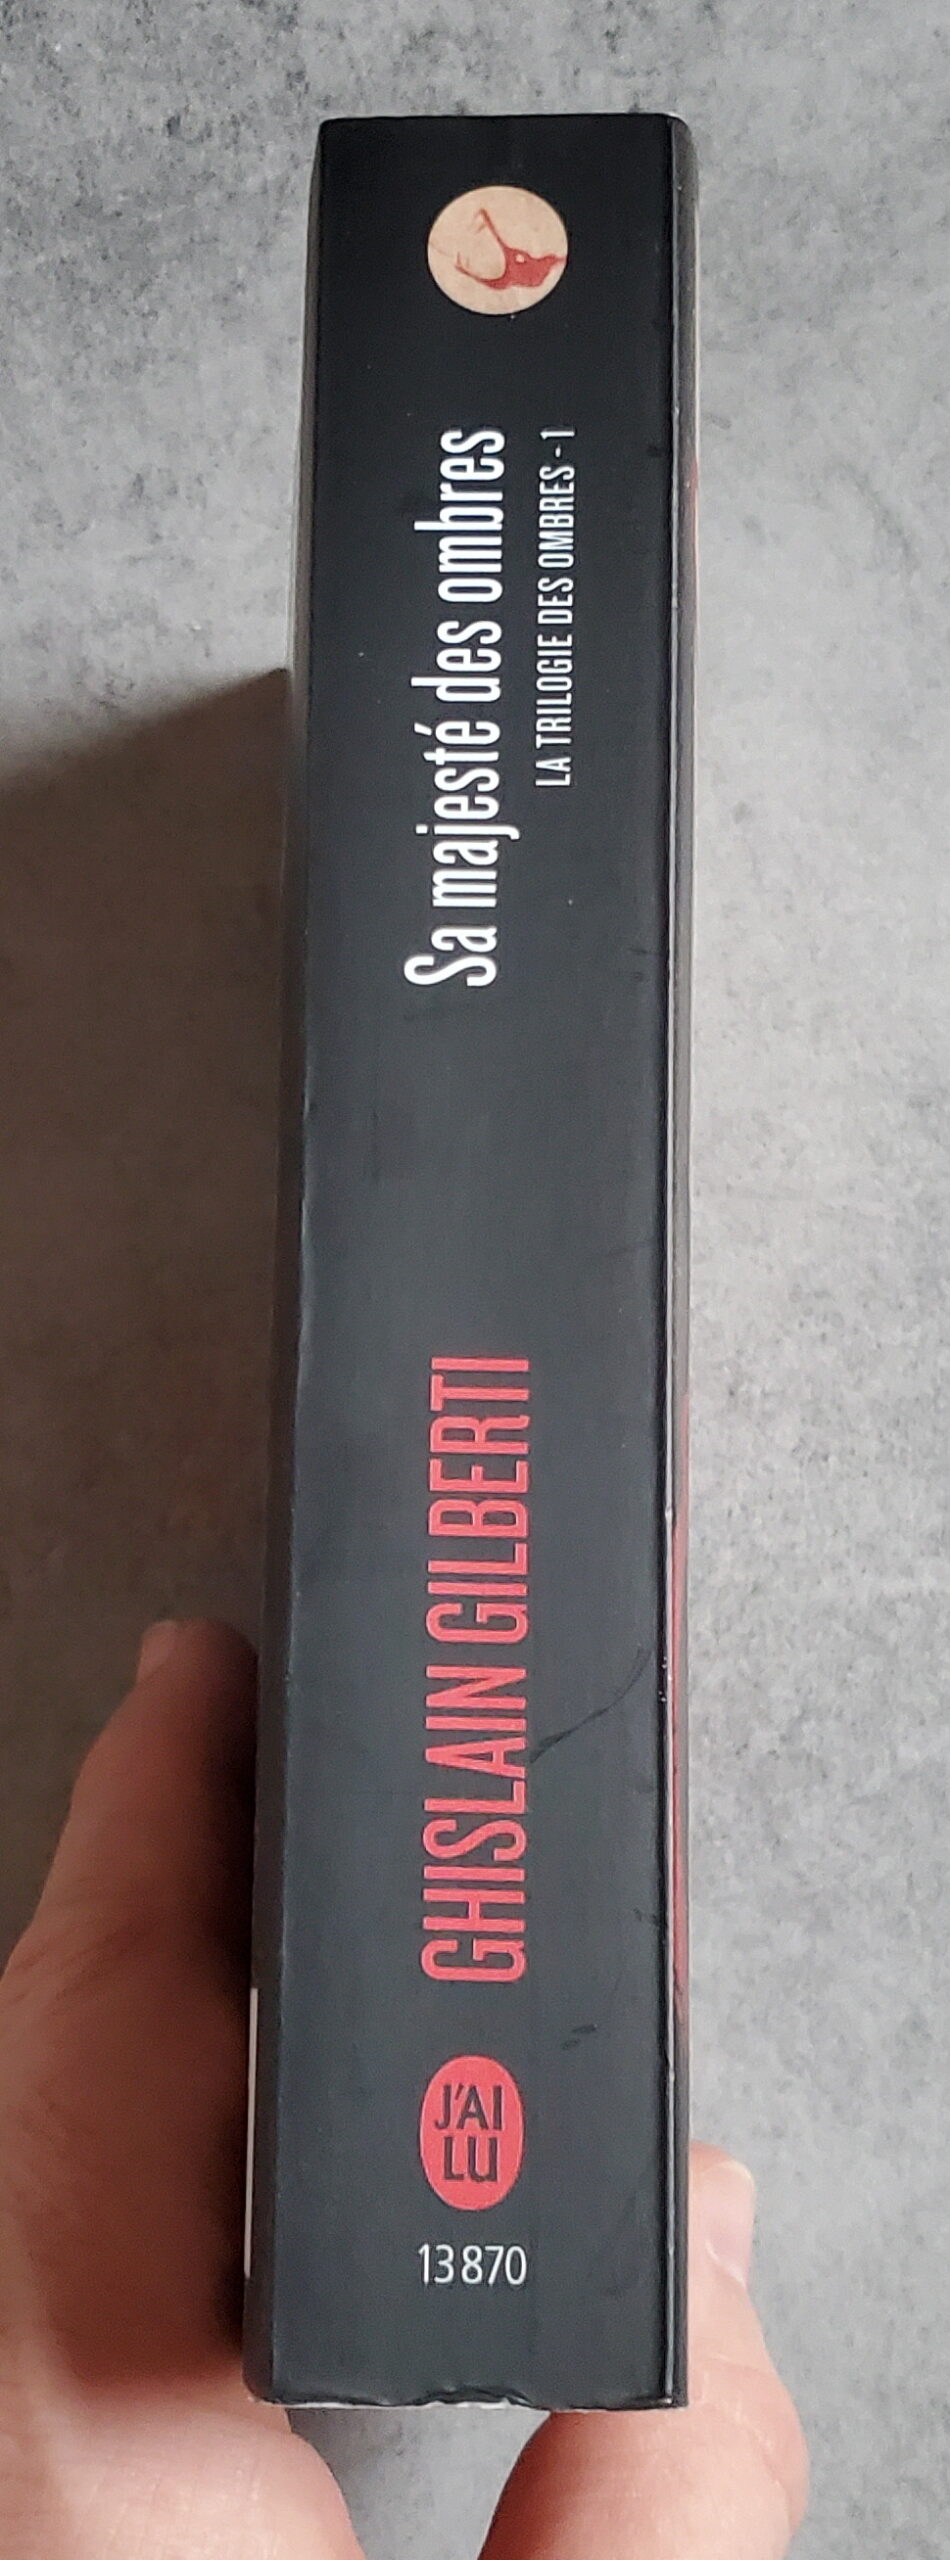 Sa majesté des ombres
LA TRILOGIE DES OMBRES - 1
GHISLAIN GILBERTI
J'AI
LU
13870